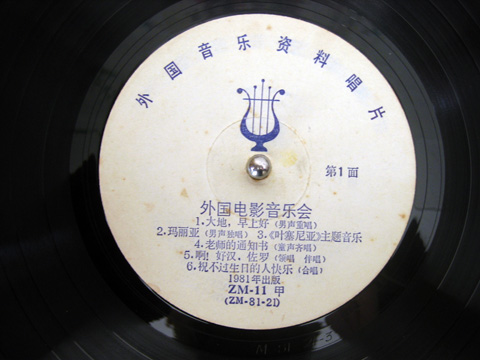 外国音乐资料唱片
第1面
外国电影音乐会
1.大地,早上好(男声重唱)
2.玛丽亚(男声独唱) 3.《叶塞尼亚》主题音乐
4.老师的通知书(童声齐唱)
5.啊!好汉,佐罗(领唱 伴唱)
6.祝不过生日的人快乐(合唱)
1981年出版
ZM-11 甲
(ZM-81-21)